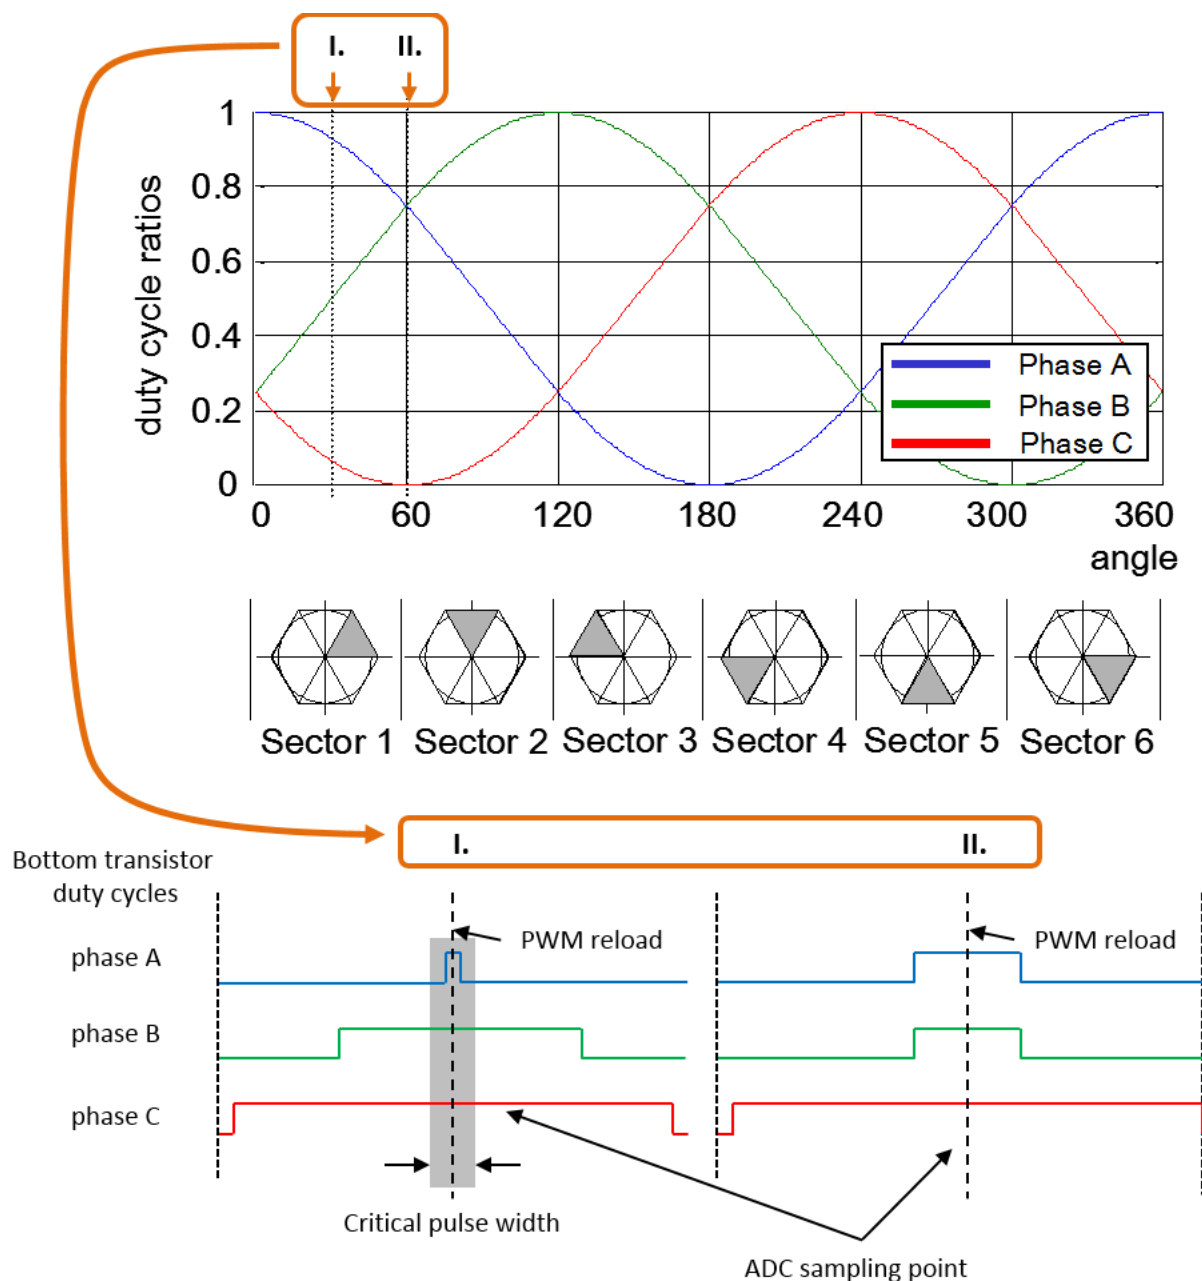 I. II.
1
0.8
0.6
0.4
0.2
0
duty cycle ratios
Phase A
Phase B
Phase C
0 60 120 180 240 300 360
angle
Sector 1 Sector 2 Sector 3 Sector 4 Sector 5 Sector 6
I. II.
Bottom transistor
duty cycles
PWM reload PWM reload
phase A
phase B
phase C
Critical pulse width
ADC sampling point